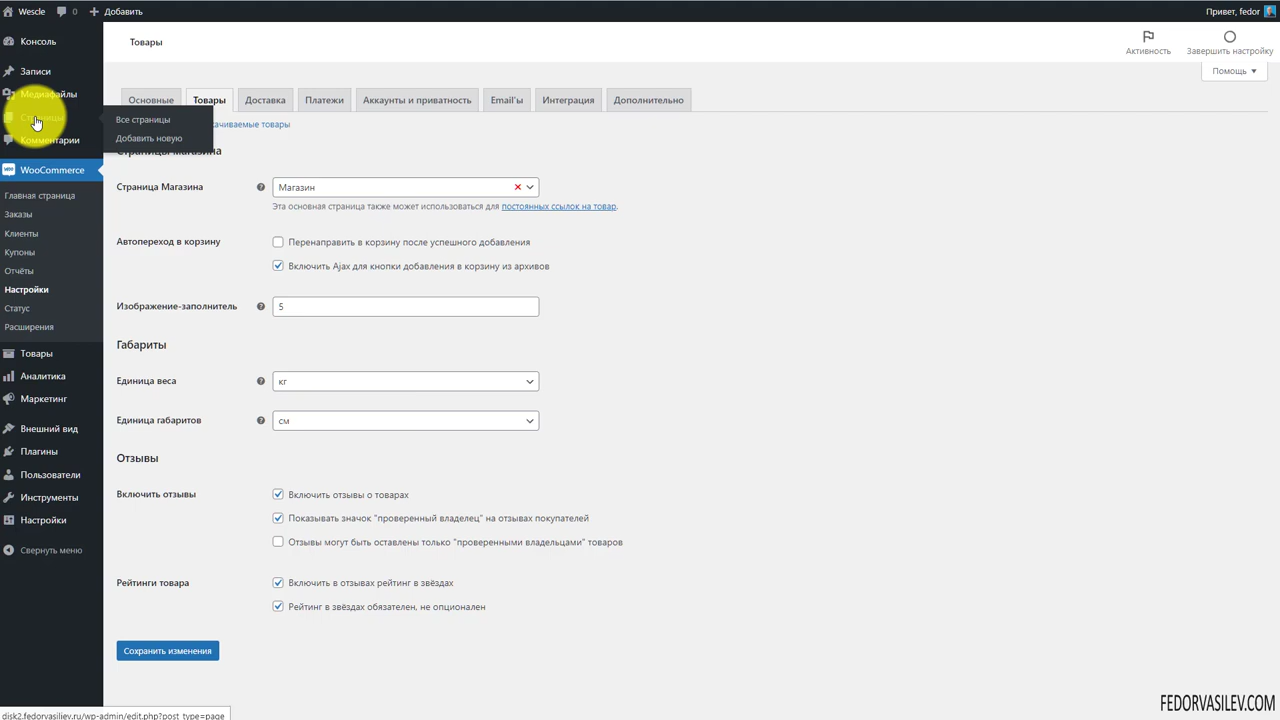 Wescle 0 Добавить Привет, fedor
Консоль
Записи
Медиафайлы
Страницы
Все страницы
Добавить новую
Комментарии
WooCommerce
Главная страница
Заказы
Клиенты
Купоны
Отчёты
Настройки
Статус
Расширения
Товары
Аналитика
Маркетинг
Внешний вид
Плагины
Пользователи
Инструменты
Настройки
Свернуть меню
Товары
Активность
Завершить настройку
Помощь
Основные Товары Доставка Платежи Аккаунты и приватность Email'ы Интеграция Дополнительно
товары
Страницы магазина
Страница Магазина Магазин
Эта основная страница также может использоваться для постоянных ссылок на товар.
Автопереход в корзину Перенаправить в корзину после успешного добавления
Включить Ajax для кнопки добавления в корзину из архивов
Изображение-заполнитель 5
Габариты
Единица веса кг
Единица габаритов см
Отзывы
Включить отзывы Включить отзывы о товарах
Показывать значок "проверенный владелец" на отзывах покупателей
Отзывы могут быть оставлены только "проверенными владельцами" товаров
Рейтинги товара Включить в отзывах рейтинг в звёздах
Рейтинг в звёздах обязателен, не опционален
Сохранить изменения
FEDORVASILEV.COM
disk2.fedorvasiliev.ru/wp-admin/edit.php?post_type=page